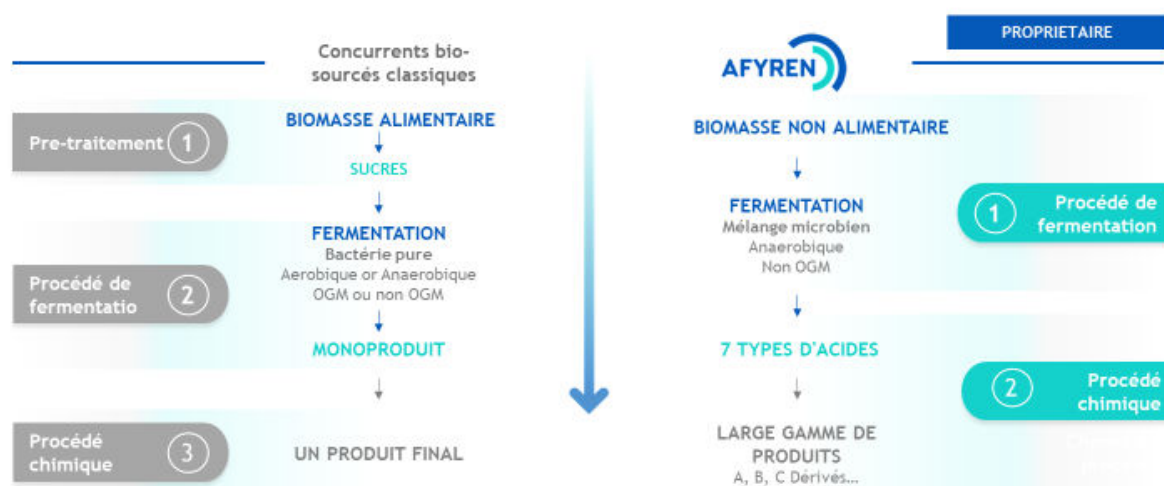 Concurrents bio-
sourcés classiques
Pre-traitement 1
BIOMASSE ALIMENTAIRE
SUCRES
FERMENTATION
Bactérie pure
Aerobique or Anaerobique
OGM ou non OGM
Procédé de
fermentatio 2
MONOPRODUIT
Procédé
chimique 3
UN PRODUIT FINAL
PROPRIETAIRE
AFYREN
BIOMASSE NON ALIMENTAIRE
FERMENTATION
Mélange microbien
Anaerobique
Non OGM
1 Procédé de
fermentation
7 TYPES D'ACIDES
2 Procédé
chimique
LARGE GAMME DE
PRODUITS
A, B, C Dérivés...